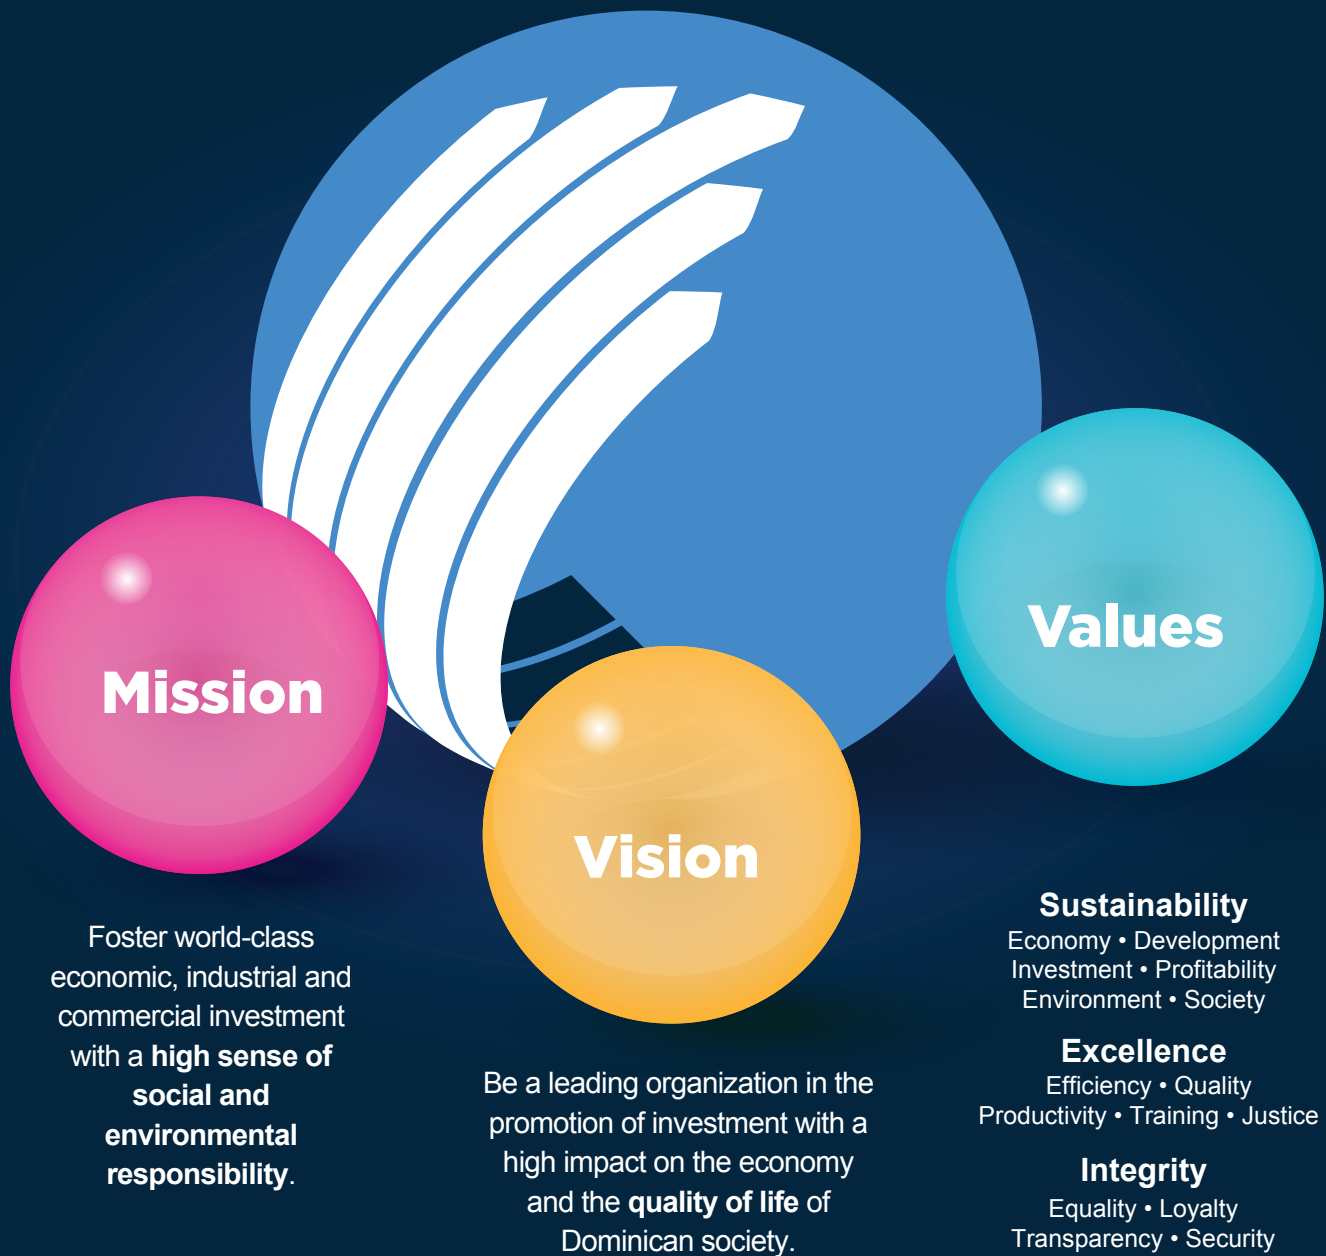 Mission
Foster world-class
economic, industrial and
commercial investment
with a high sense of
social and
environmental
responsibility.
Vision
Be a leading organization in the
promotion of investment with a
high impact on the economy
and the quality of life of
Dominican society.
Values
Sustainability
Economy • Development
Investment • Profitability
Environment • Society
Excellence
Efficiency • Quality
Productivity • Training • Justice
Integrity
Equality • Loyalty
Transparency • Security